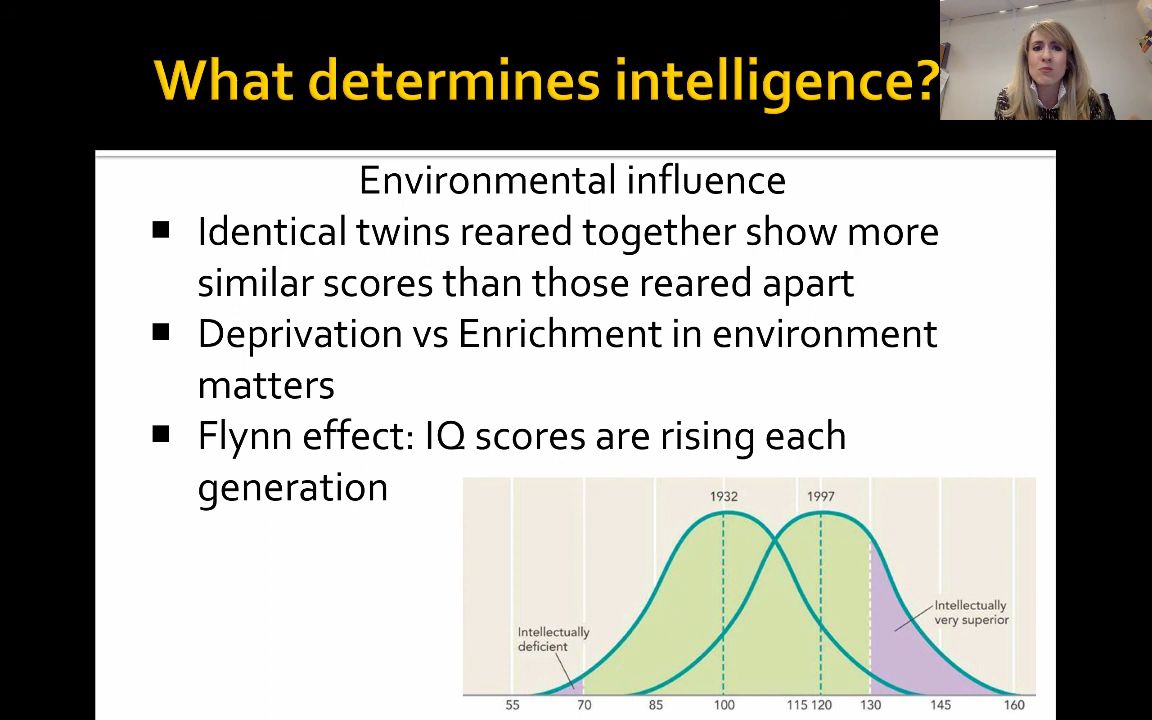 What determines intelligence?
Environmental influence
■ Identical twins reared together show more
similar scores than those reared apart
■ Deprivation vs Enrichment in environment
matters
■ Flynn effect: IQ scores are rising each
generation
1932 1997
Intellectually
deficient
Intellectually
very superior
55 70 85 100 115 120 130 145 160